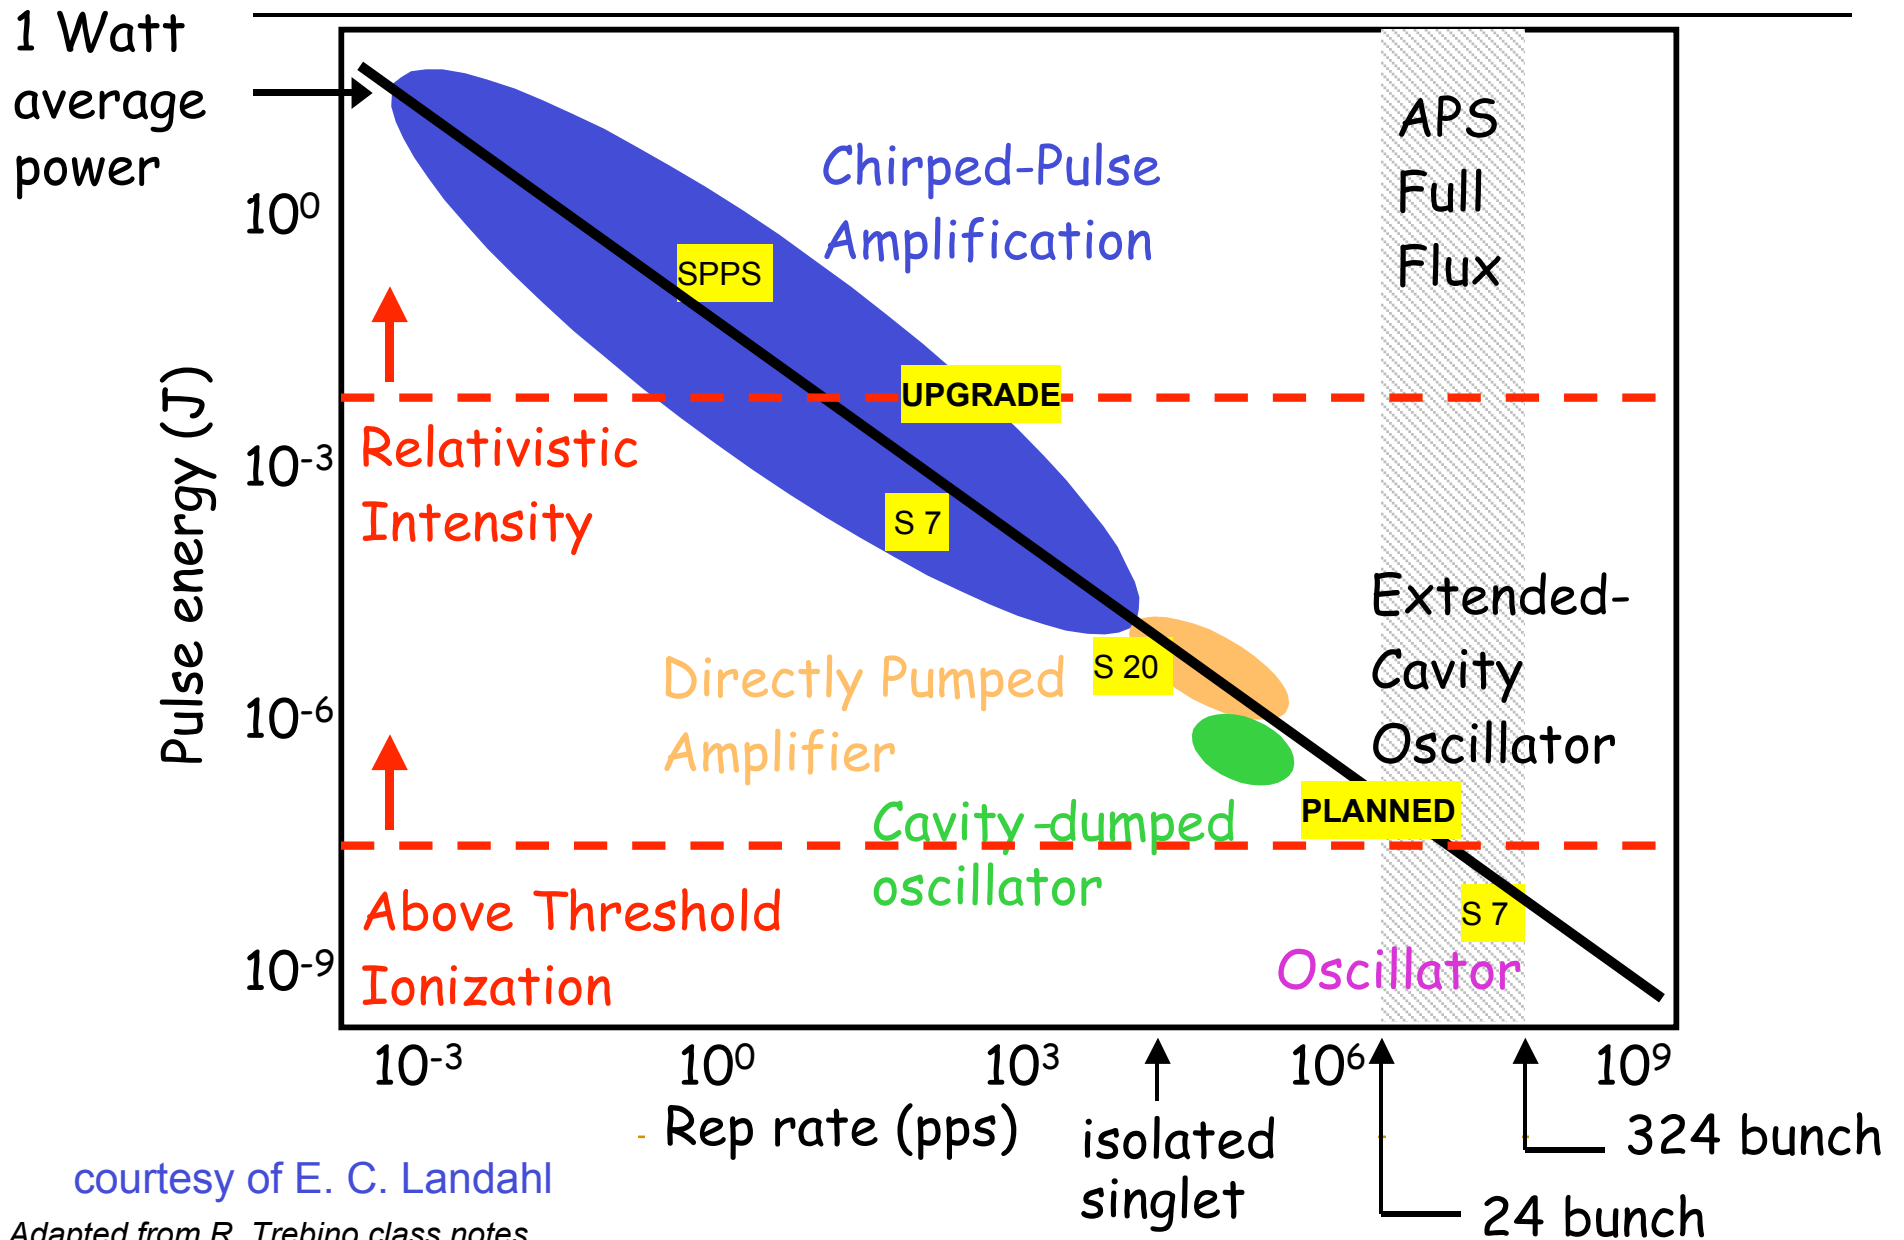 1 Watt
average
power
APS
Full
Flux
Chirped-Pulse
Amplification
10⁰
SPPS
UPGRADE
Relativistic
Intensity
10⁻³
S 7
Pulse energy (J)
Extended-
Cavity
Oscillator
Directly Pumped
Amplifier
S 20
10⁻⁶
PLANNED
Cavity-dumped
oscillator
Above Threshold
Ionization
S 7
10⁻⁹
Oscillator
10⁻³ 10⁰ 10³ 10⁶ 10⁹
Rep rate (pps)
isolated
singlet
324 bunch
24 bunch
courtesy of E. C. Landahl
Adapted from R. Trebino class notes